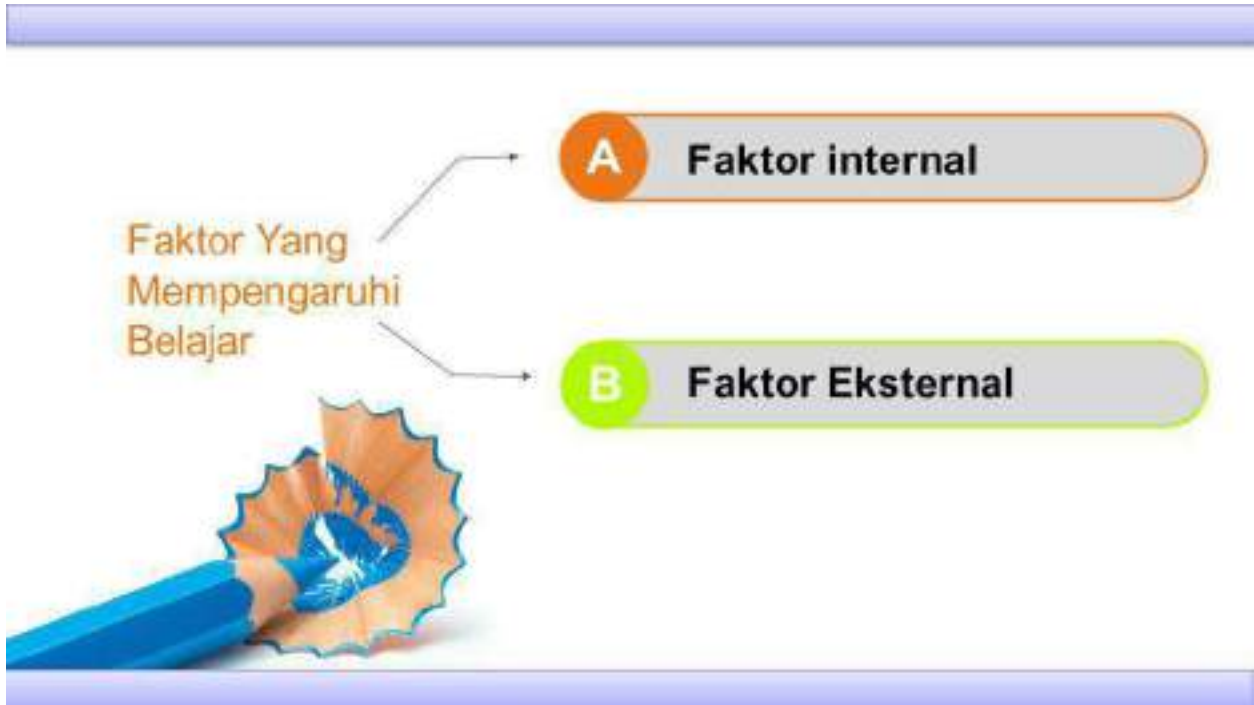 A Faktor internal
Faktor Yang
Mempengaruhi
Belajar
B Faktor Eksternal